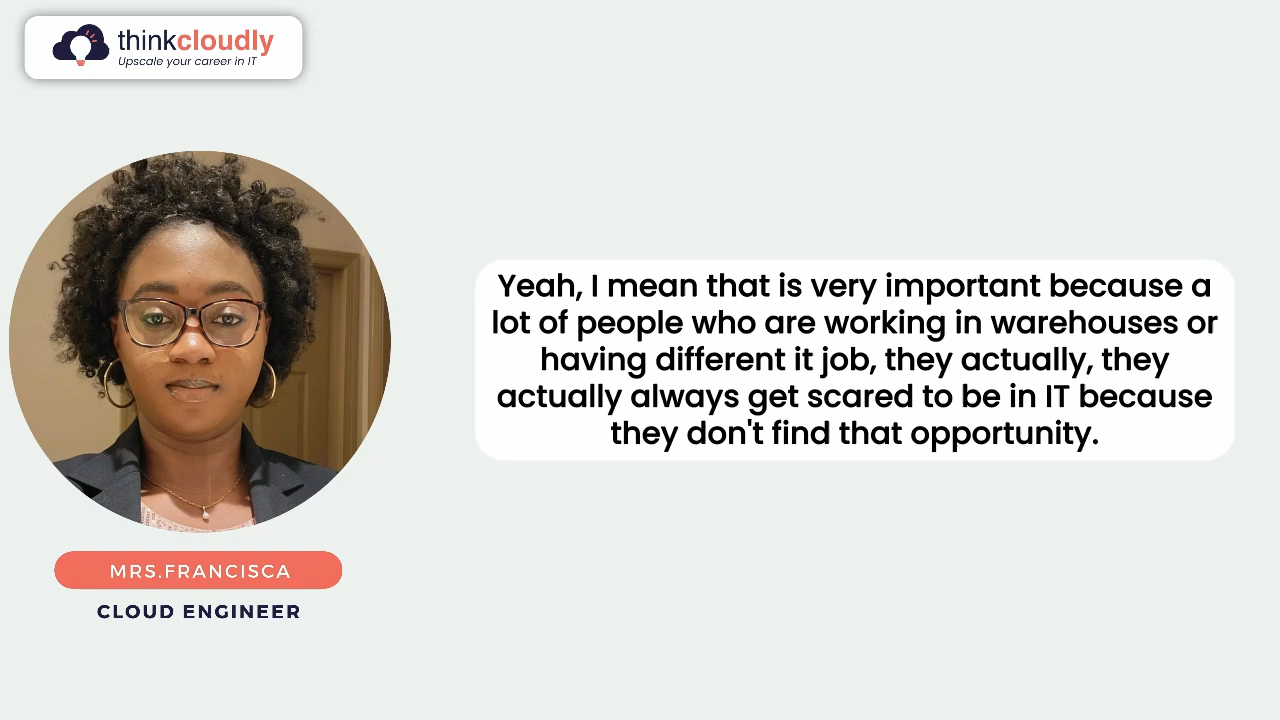 thinkcloudly
Upscale your career in IT
Yeah, I mean that is very important because a
lot of people who are working in warehouses or
having different it job, they actually, they
actually always get scared to be in IT because
they don't find that opportunity.
MRS.FRANCISCA
CLOUD ENGINEER